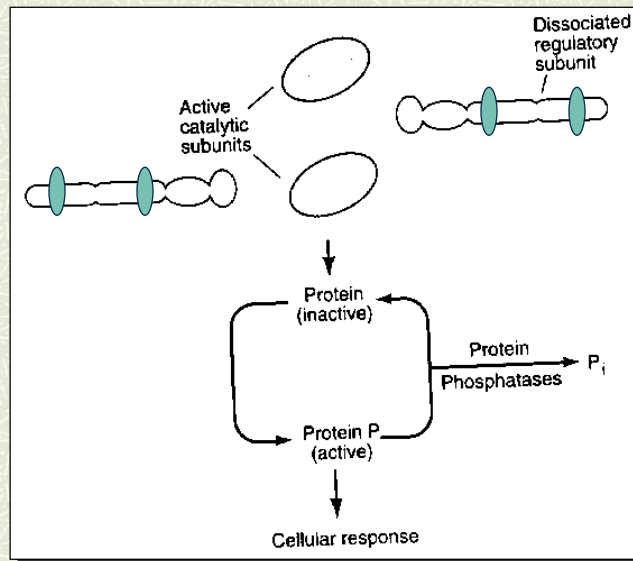 Dissociated
regulatory
subunit
Active
catalytic
subunits
Protein
(inactive)
Protein
Phosphatases
Pi
Protein P
(active)
Cellular response